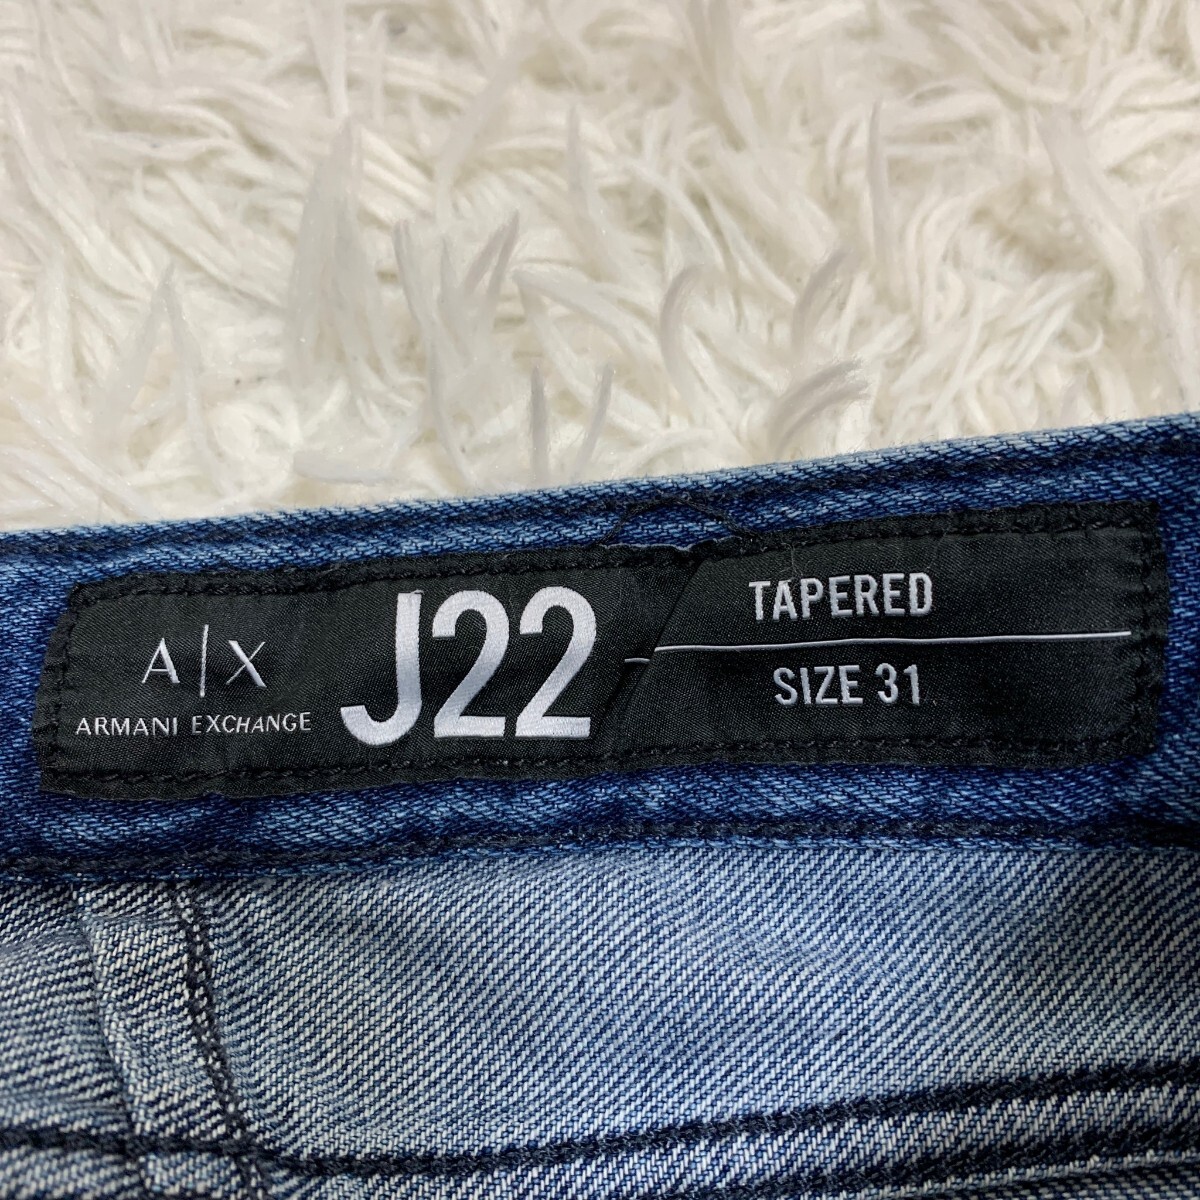 A|X
ARMANI EXCHANGE
J22
TAPERED
SIZE 31